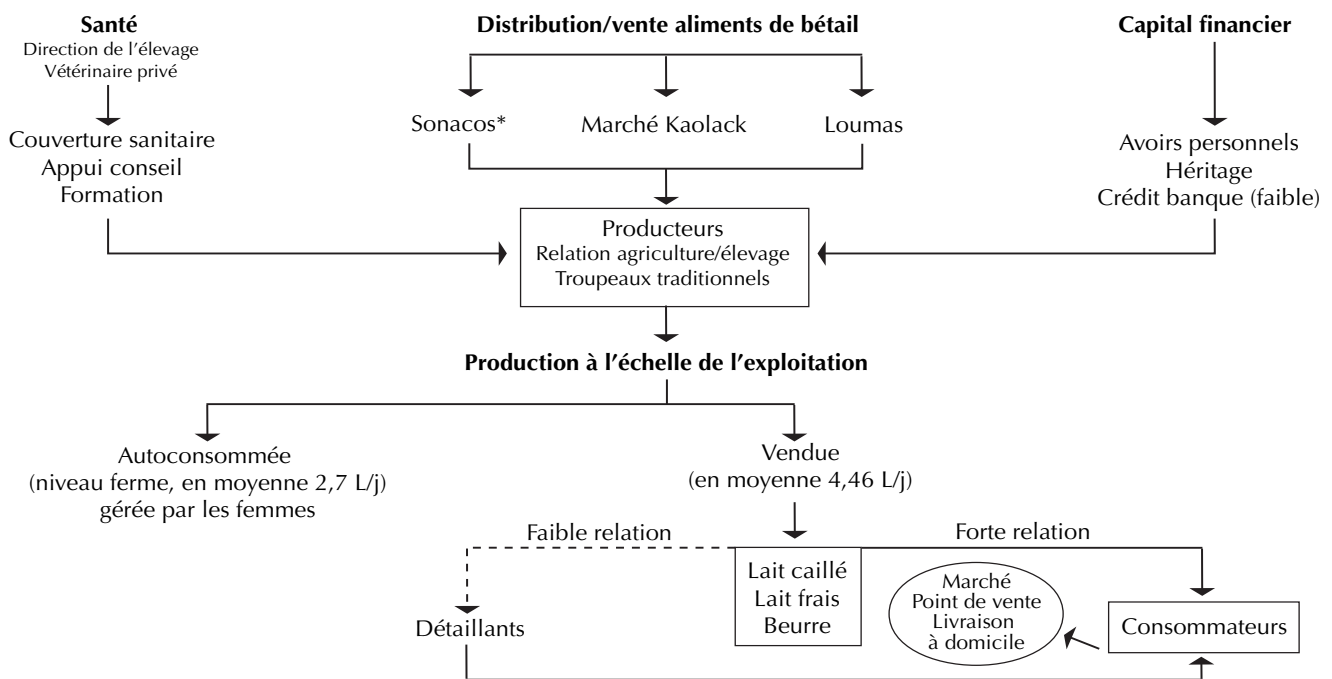 Santé
Direction de l’élevage
Vétérinaire privé
Couverture sanitaire
Appui conseil
Formation
Distribution/vente aliments de bétail
Sonacos*
Marché Kaolack
Loumas
Capital financier
Avoirs personnels
Héritage
Crédit banque (faible)
Producteurs
Relation agriculture/élevage
Troupeaux traditionnels
Production à l’échelle de l’exploitation
Autoconsommée
(niveau ferme, en moyenne 2,7 L/j)
gérée par les femmes
Vendue
(en moyenne 4,46 L/j)
Faible relation
Forte relation
Lait caillé
Lait frais
Beurre
Marché
Point de vente
Livraison
à domicile
Détaillants
Consommateurs